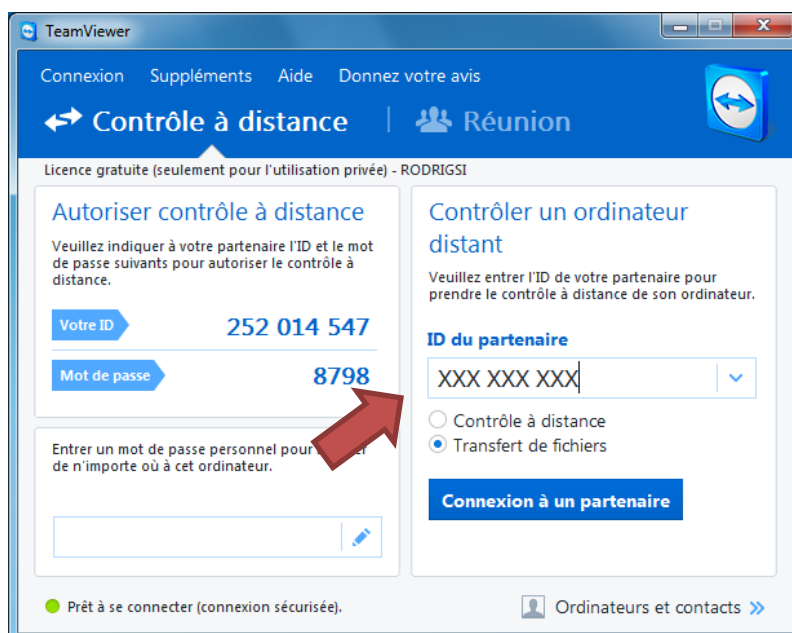 TeamViewer
Connexion Suppléments Aide Donnez votre avis
Contrôle à distance Réunion
Licence gratuite (seulement pour l'utilisation privée) - RODRIGSI
Autoriser contrôle à distance
Veuillez indiquer à votre partenaire l'ID et le mot
de passe suivants pour autoriser le contrôle à
distance.
Votre ID 252 014 547
Mot de passe 8798
Entrer un mot de passe personnel pour
de n'importe où à cet ordinateur.
Contrôler un ordinateur
distant
Veuillez entrer l'ID de votre partenaire pour
prendre le contrôle à distance de son ordinateur.
ID du partenaire
XXX XXX XXX
Contrôle à distance
Transfert de fichiers
Connexion à un partenaire
Prêt à se connecter (connexion sécurisée).
Ordinateurs et contacts